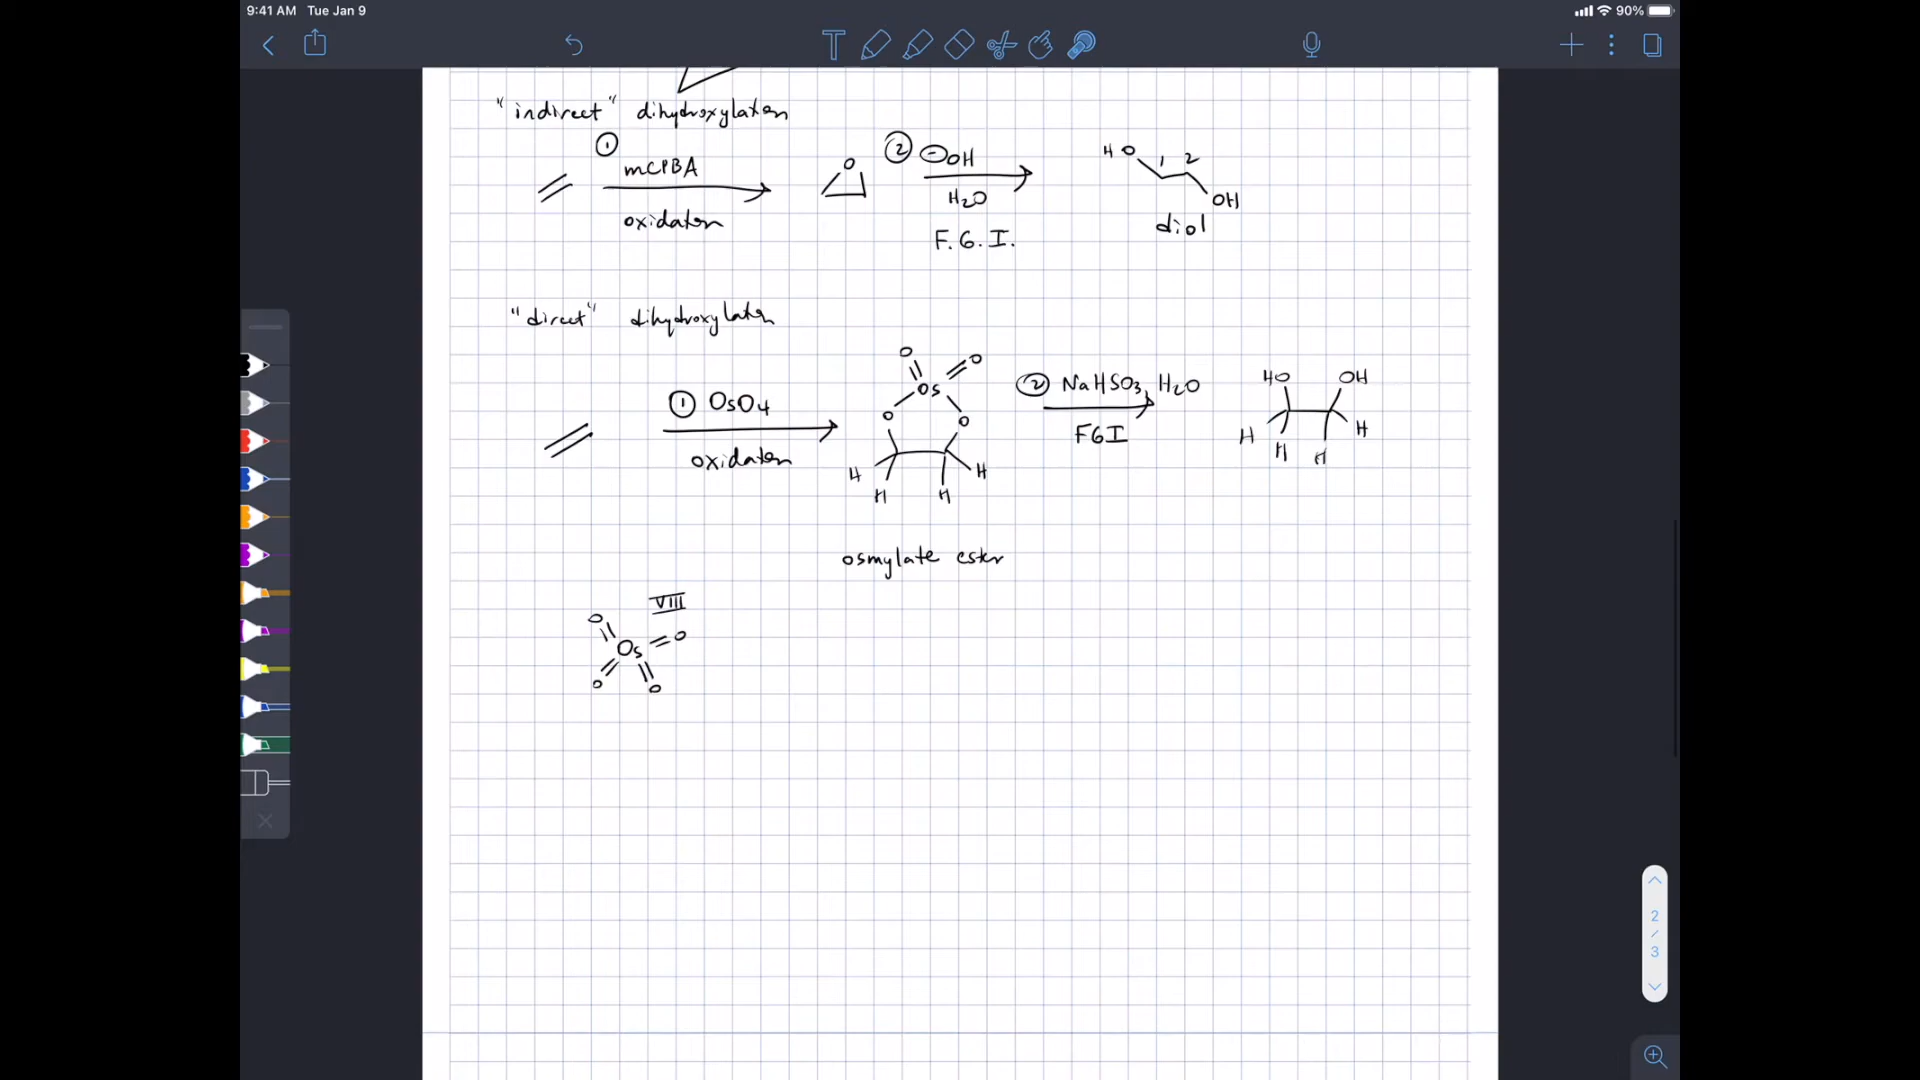 9:41 AM Tue Jan 9
90%
"indirect" dihydroxylation
① mCPBA
oxidation
O
② ⊖OH
H2O
F.G.I.
HO 1 2
OH
diol
"direct" dihydroxylation
① OsO4
oxidation
O O
Os
O O
H H
H H
② NaHSO3, H2O
FGI
HO OH
H H
H H
osmylate ester
VIII
O
Os O
O O
2
/
3